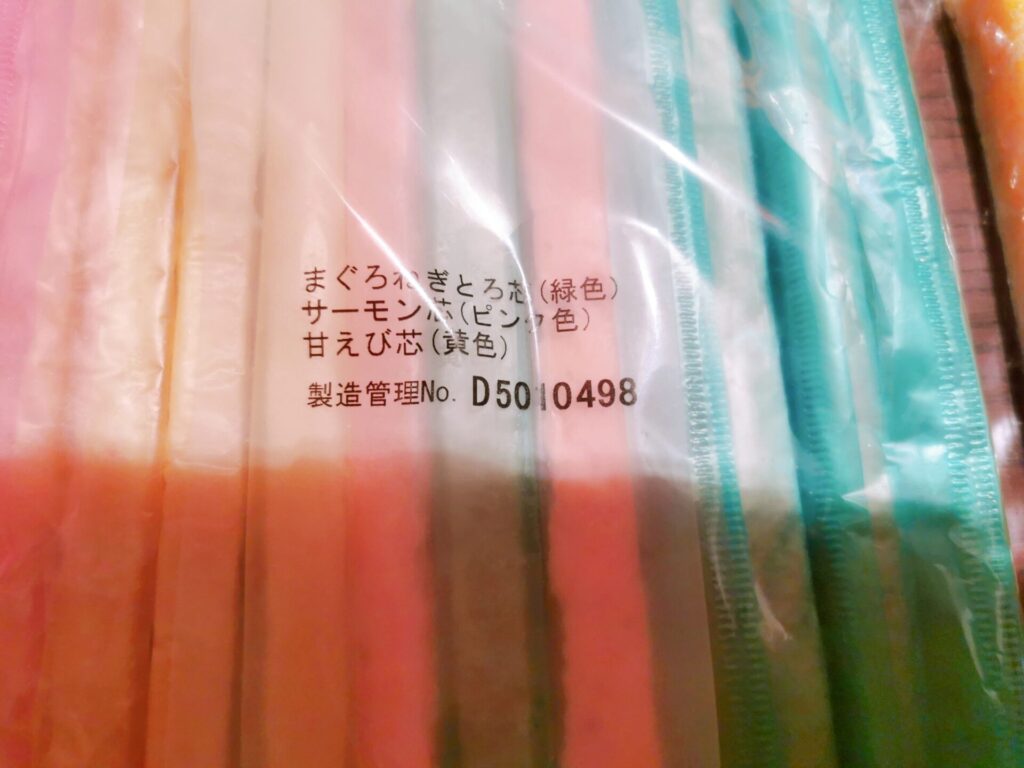 まぐろねぎとろ芯(緑色)
サーモン芯(ピンク色)
甘えび芯(黄色)
製造管理No. D5010498